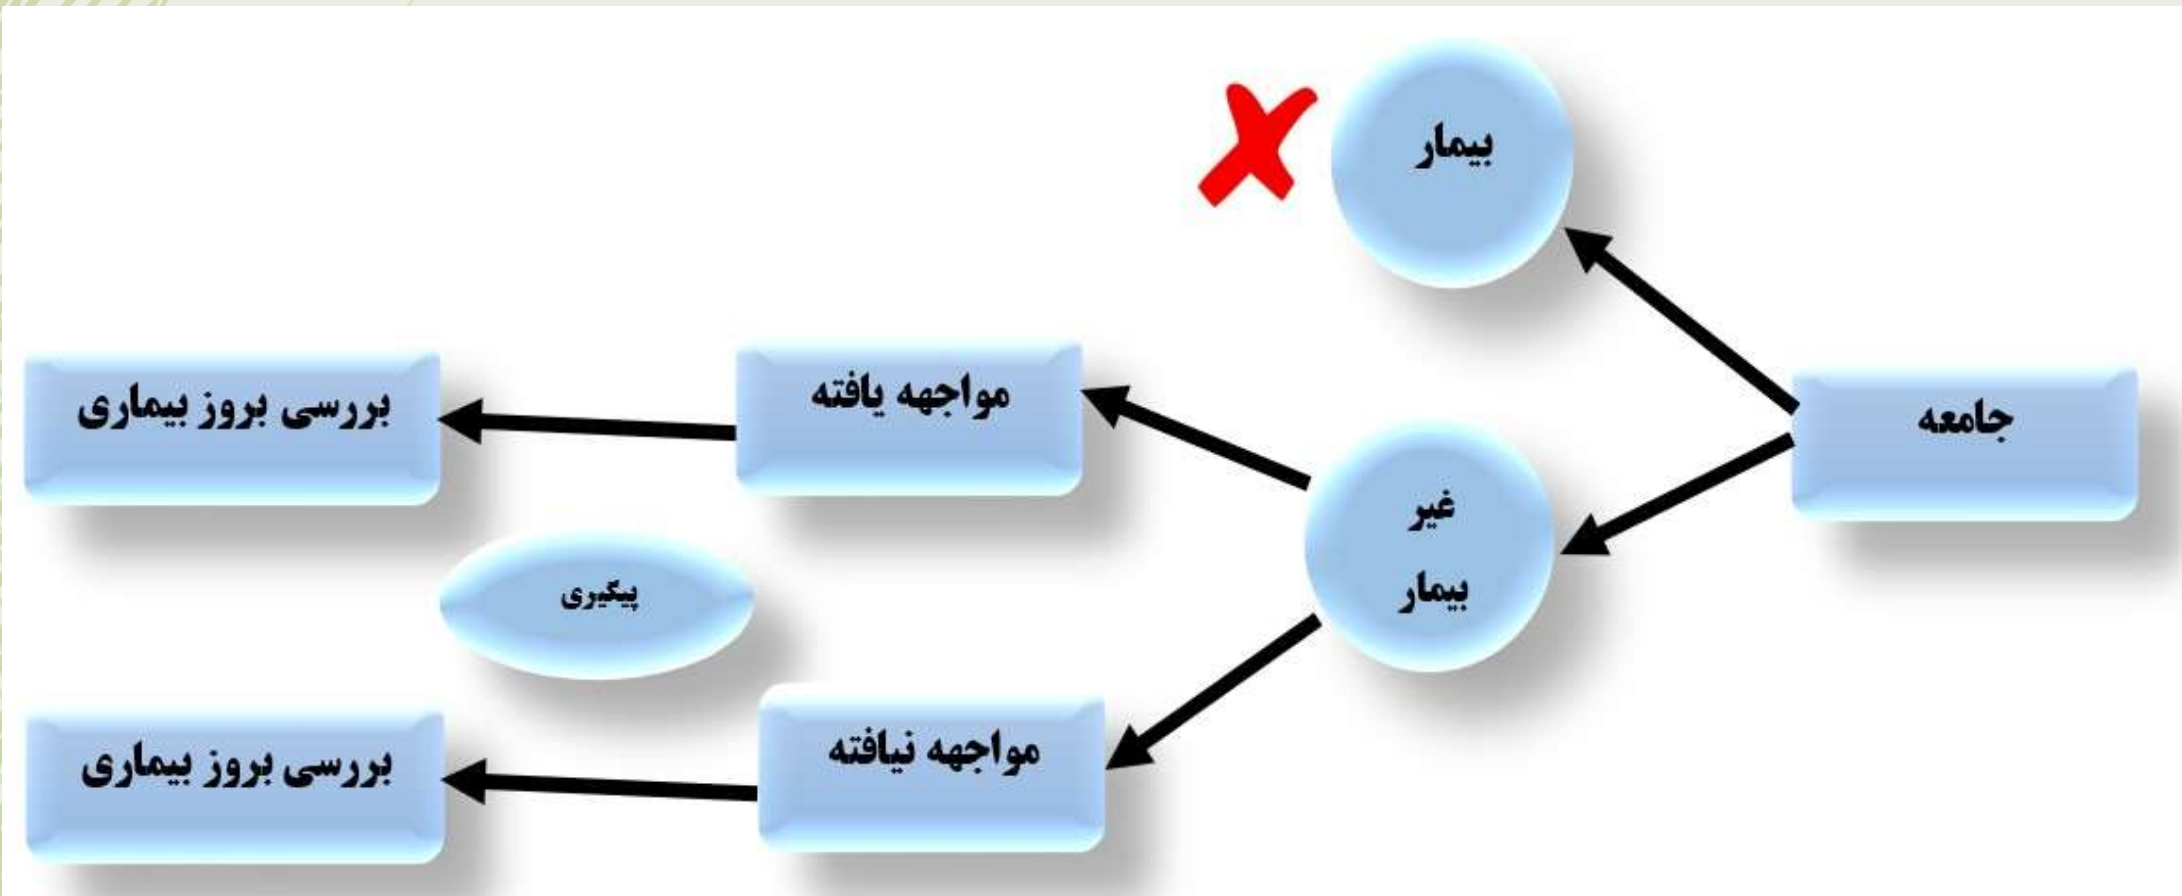 بیمار
جامعه
غیر
بیمار
مواجهه یافته
بررسی بروز بیماری
پیگیری
مواجهه نیافته
بررسی بروز بیماری